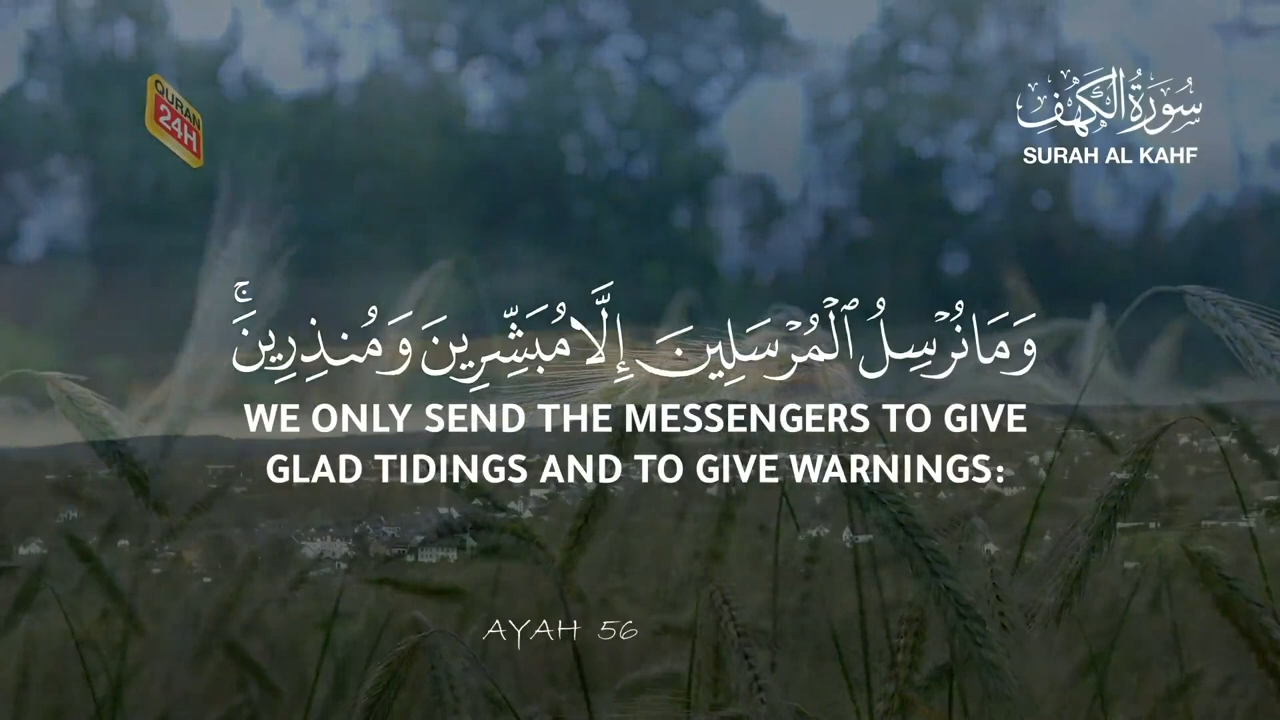 QURAN
24H
سُورَةُ الكَهْفِ
SURAH AL KAHF
وَمَا نُرْسِلُ ٱلْمُرْسَلِينَ إِلَّا مُبَشِّرِينَ وَمُنذِرِينَۚ
WE ONLY SEND THE MESSENGERS TO GIVE
GLAD TIDINGS AND TO GIVE WARNINGS:
AYAH 56